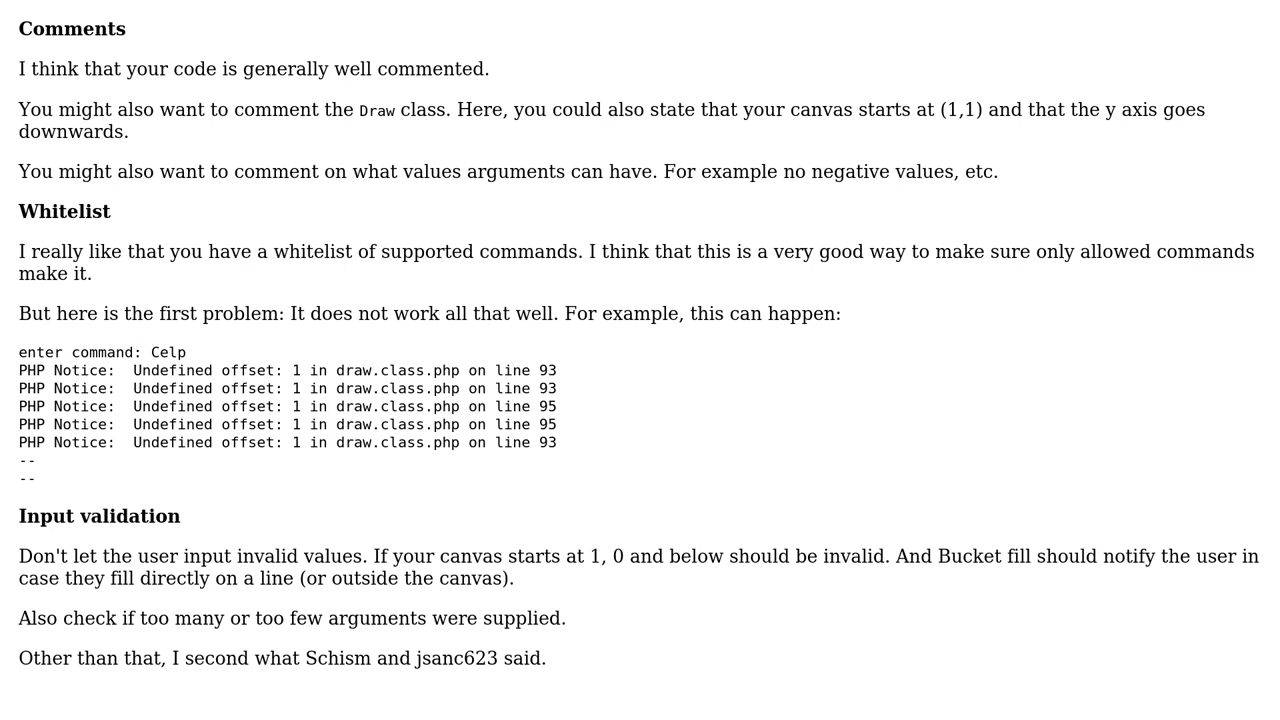 Comments
I think that your code is generally well commented.
You might also want to comment the Draw class. Here, you could also state that your canvas starts at (1,1) and that the y axis goes
downwards.
You might also want to comment on what values arguments can have. For example no negative values, etc.
Whitelist
I really like that you have a whitelist of supported commands. I think that this is a very good way to make sure only allowed commands
make it.
But here is the first problem: It does not work all that well. For example, this can happen:
enter command: Celp
PHP Notice:  Undefined offset: 1 in draw.class.php on line 93
PHP Notice:  Undefined offset: 1 in draw.class.php on line 93
PHP Notice:  Undefined offset: 1 in draw.class.php on line 95
PHP Notice:  Undefined offset: 1 in draw.class.php on line 95
PHP Notice:  Undefined offset: 1 in draw.class.php on line 93
--
--
Input validation
Don't let the user input invalid values. If your canvas starts at 1, 0 and below should be invalid. And Bucket fill should notify the user in
case they fill directly on a line (or outside the canvas).
Also check if too many or too few arguments were supplied.
Other than that, I second what Schism and jsanc623 said.